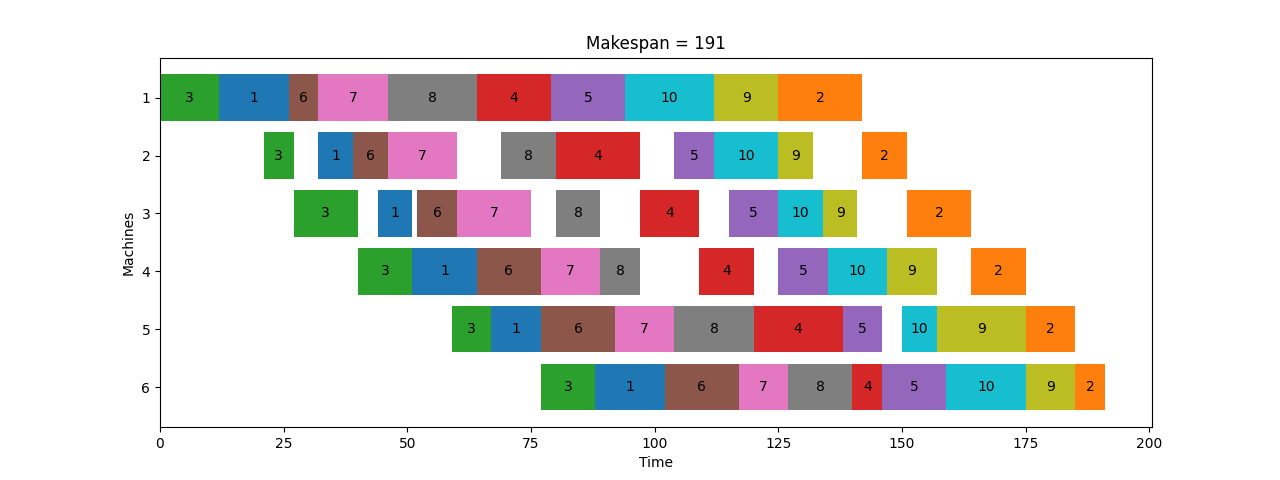 Makespan = 191
1 3 1 6 7 8 4 5 10 9 2
2 3 1 6 7 8 4 5 10 9 2
3 3 1 6 7 8 4 5 10 9 2
4 3 1 6 7 8 4 5 10 9 2
5 3 1 6 7 8 4 5 10 9 2
6 3 1 6 7 8 4 5 10 9 2
Machines
0 25 50 75 100 125 150 175 200
Time